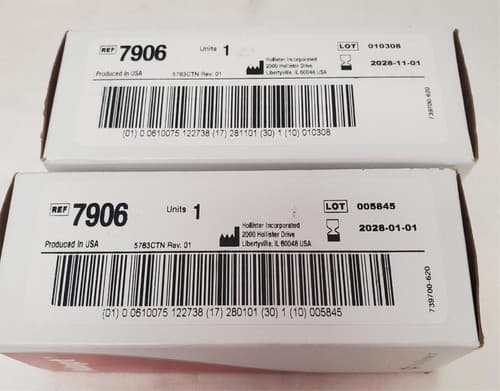 REF 7906 Units 1 LOT 010308
Hollister Incorporated
2000 Hollister Drive
Libertyville, IL 60048 USA
2028-11-01
Produced in USA 5783CTN Rev. 01
739700-620
(01) 0 0610075 122738 (17) 281101 (30) 1 (10) 010308
REF 7906 Units 1 LOT 005845
Hollister Incorporated
2000 Hollister Drive
Libertyville, IL 60048 USA
2028-01-01
Produced in USA 5783CTN Rev. 01
739700-620
(01) 0 0610075 122738 (17) 280101 (30) 1 (10) 005845